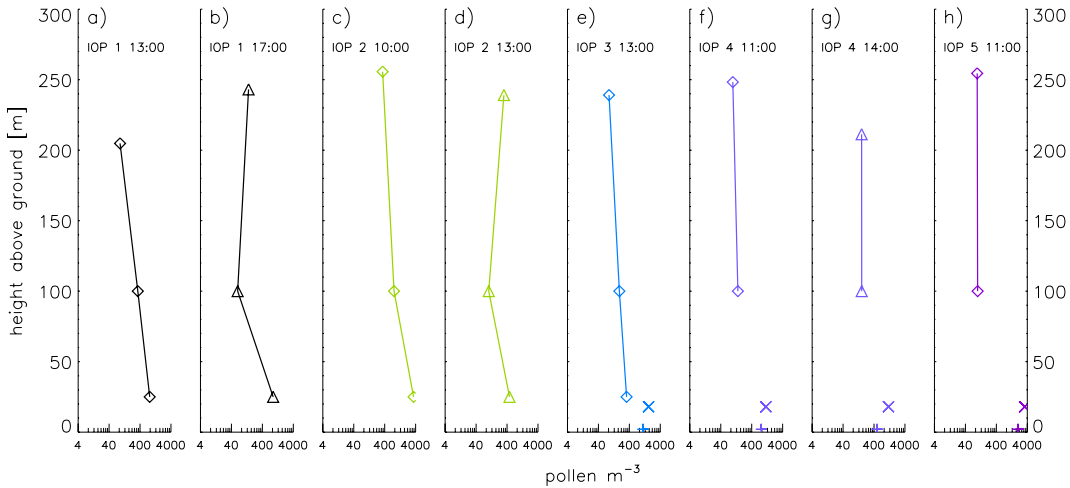 a) b) c) d) e) f) g) h)
IOP 1 13:00 IOP 1 17:00 IOP 2 10:00 IOP 2 13:00 IOP 3 13:00 IOP 4 11:00 IOP 4 14:00 IOP 5 11:00
300 300
250 250
200 200
150 150
100 100
50 50
0 0
height above ground [m]
4 40 400 4000 4 40 400 4000 4 40 400 4000 4 40 400 4000 4 40 400 4000 4 40 400 4000 4 40 400 4000 4 40 400 4000
pollen m⁻³